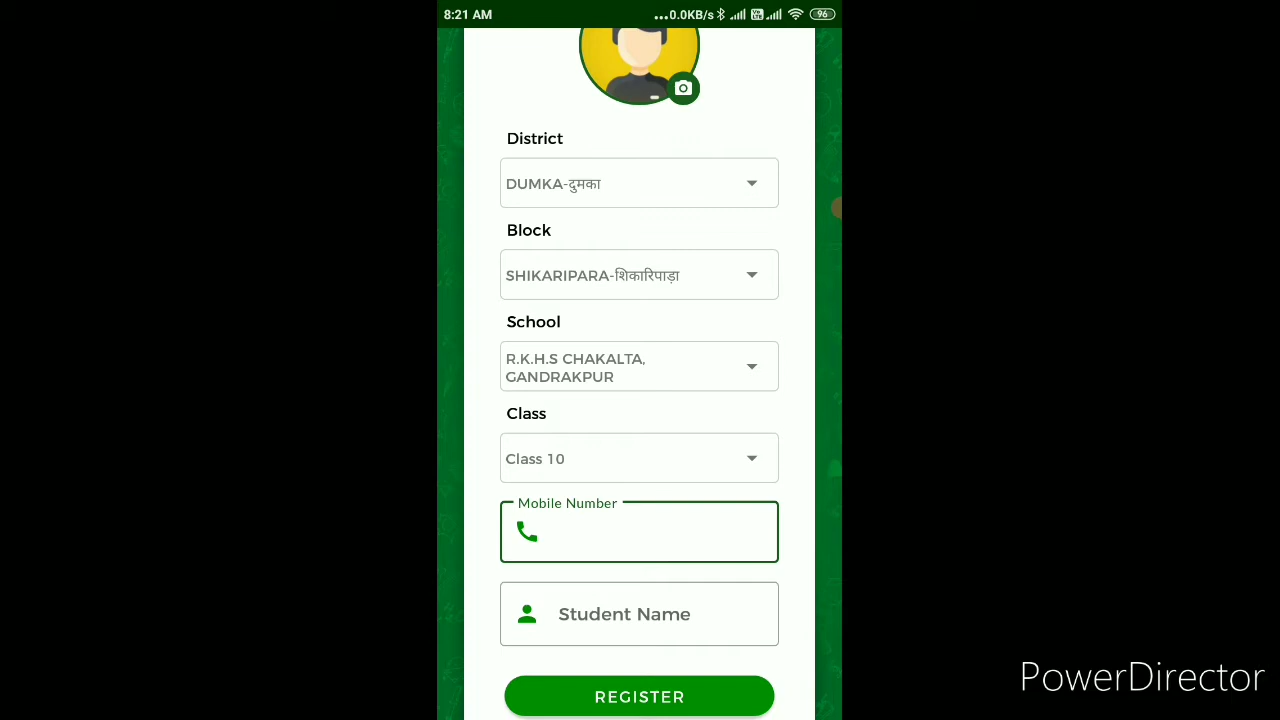 8:21 AM
...0.0KB/s
96
District
DUMKA-दुमका
Block
SHIKARIPARA-शिकारिपाड़ा
School
R.K.H.S CHAKALTA,
GANDRAKPUR
Class
Class 10
Mobile Number
Student Name
REGISTER
PowerDirector